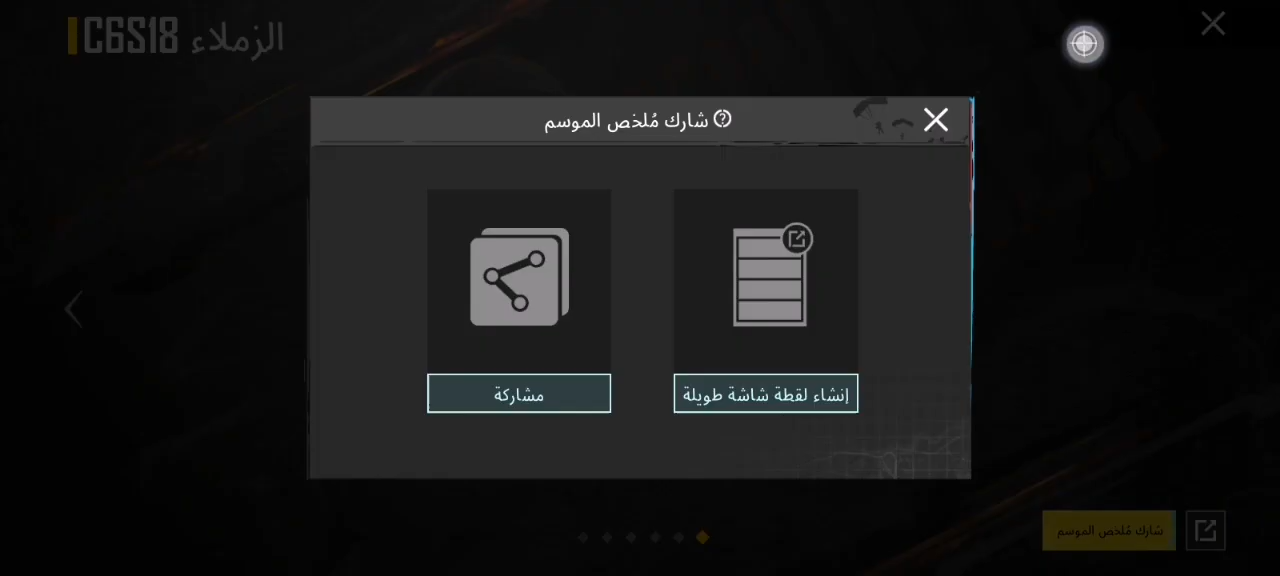 الزملاء C6S18
شارك مُلخص الموسم
مشاركة
إنشاء لقطة شاشة طويلة
شارك مُلخص الموسم